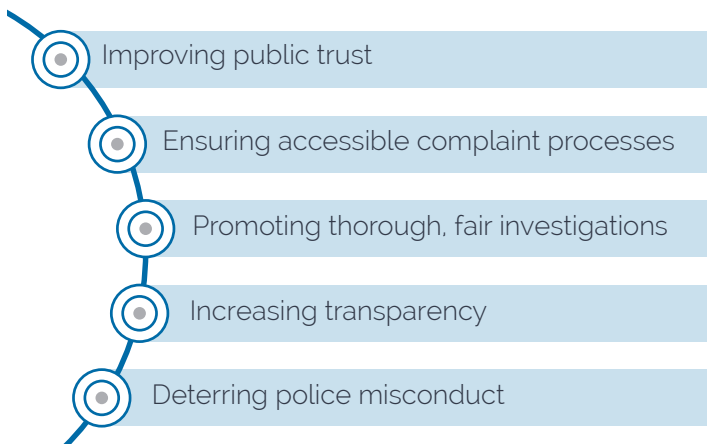 Improving public trust
Ensuring accessible complaint processes
Promoting thorough, fair investigations
Increasing transparency
Deterring police misconduct